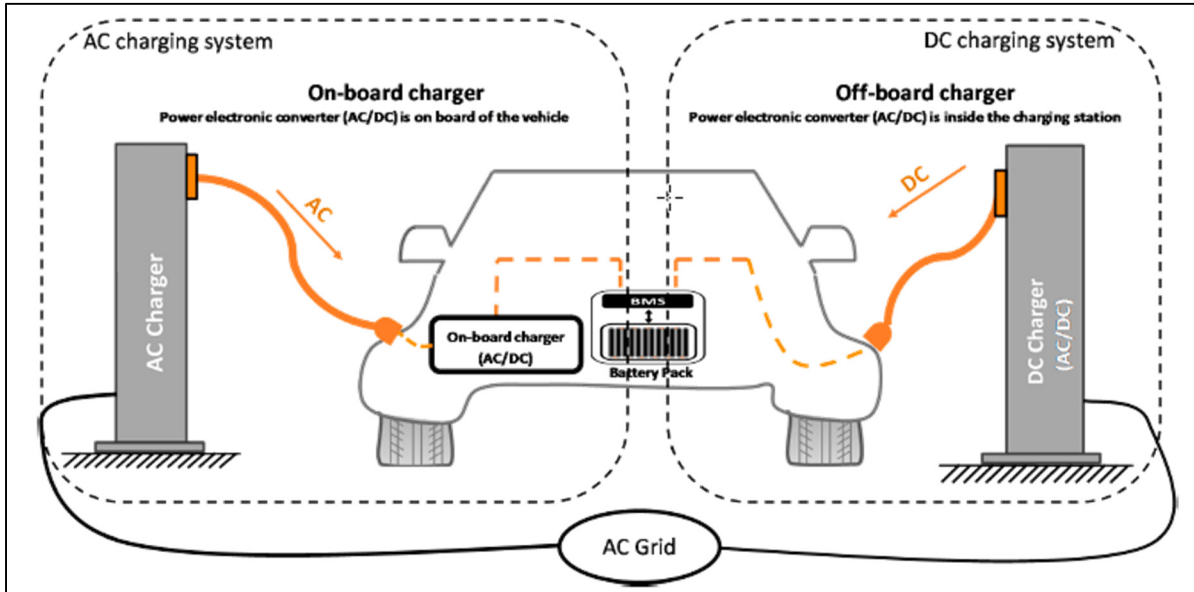 AC charging system
On-board charger
Power electronic converter (AC/DC) is on board of the vehicle
AC Charger
AC
On-board charger
(AC/DC)
BMS
Battery Pack
DC charging system
Off-board charger
Power electronic converter (AC/DC) is inside the charging station
DC
DC Charger
(AC/DC)
AC Grid